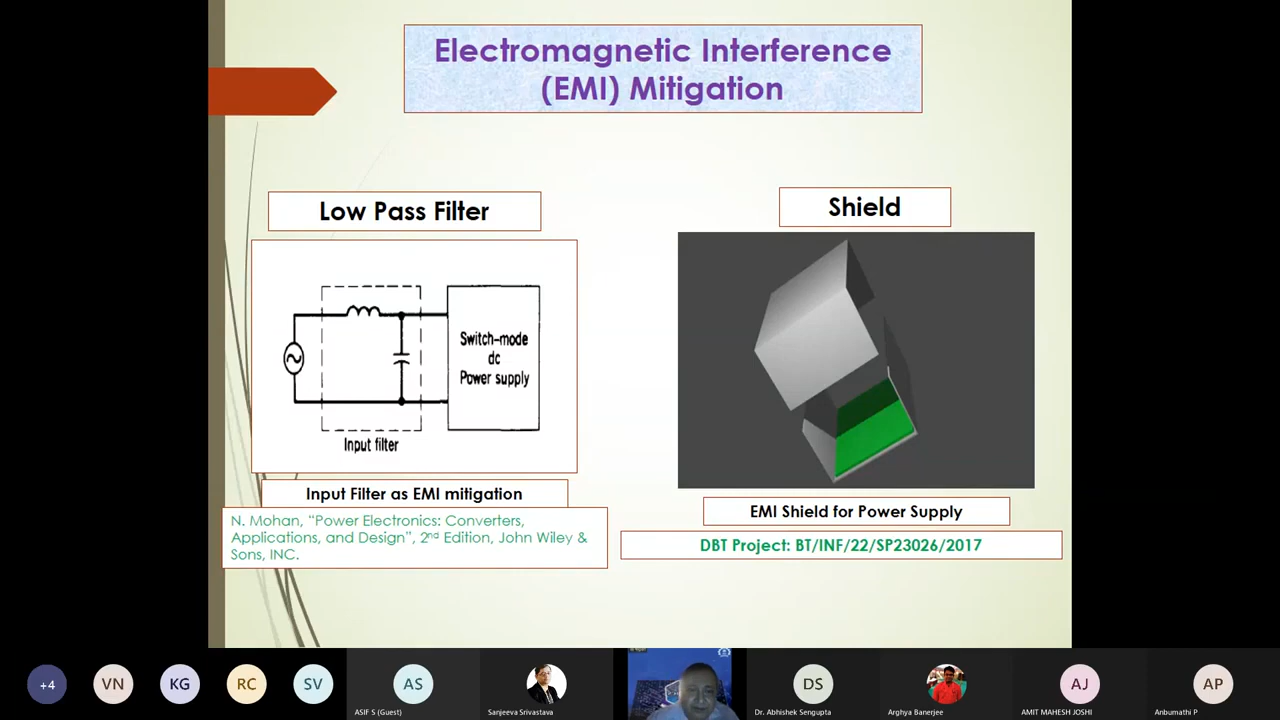 Electromagnetic Interference
(EMI) Mitigation
Low Pass Filter
Shield
Switch-mode
dc
Power supply
Input filter
Input Filter as EMI mitigation
N. Mohan, “Power Electronics: Converters,
Applications, and Design”, 2nd Edition, John Wiley &
Sons, INC.
EMI Shield for Power Supply
DBT Project: BT/INF/22/SP23026/2017
+4
VN
KG
RC
SV
AS
DS
AJ
AP
ASIF S (Guest)
Sanjeeva Srivastava
Dr. Abhishek Sengupta
Arghya Banerjee
AMIT MAHESH JOSHI
Anbumathi P